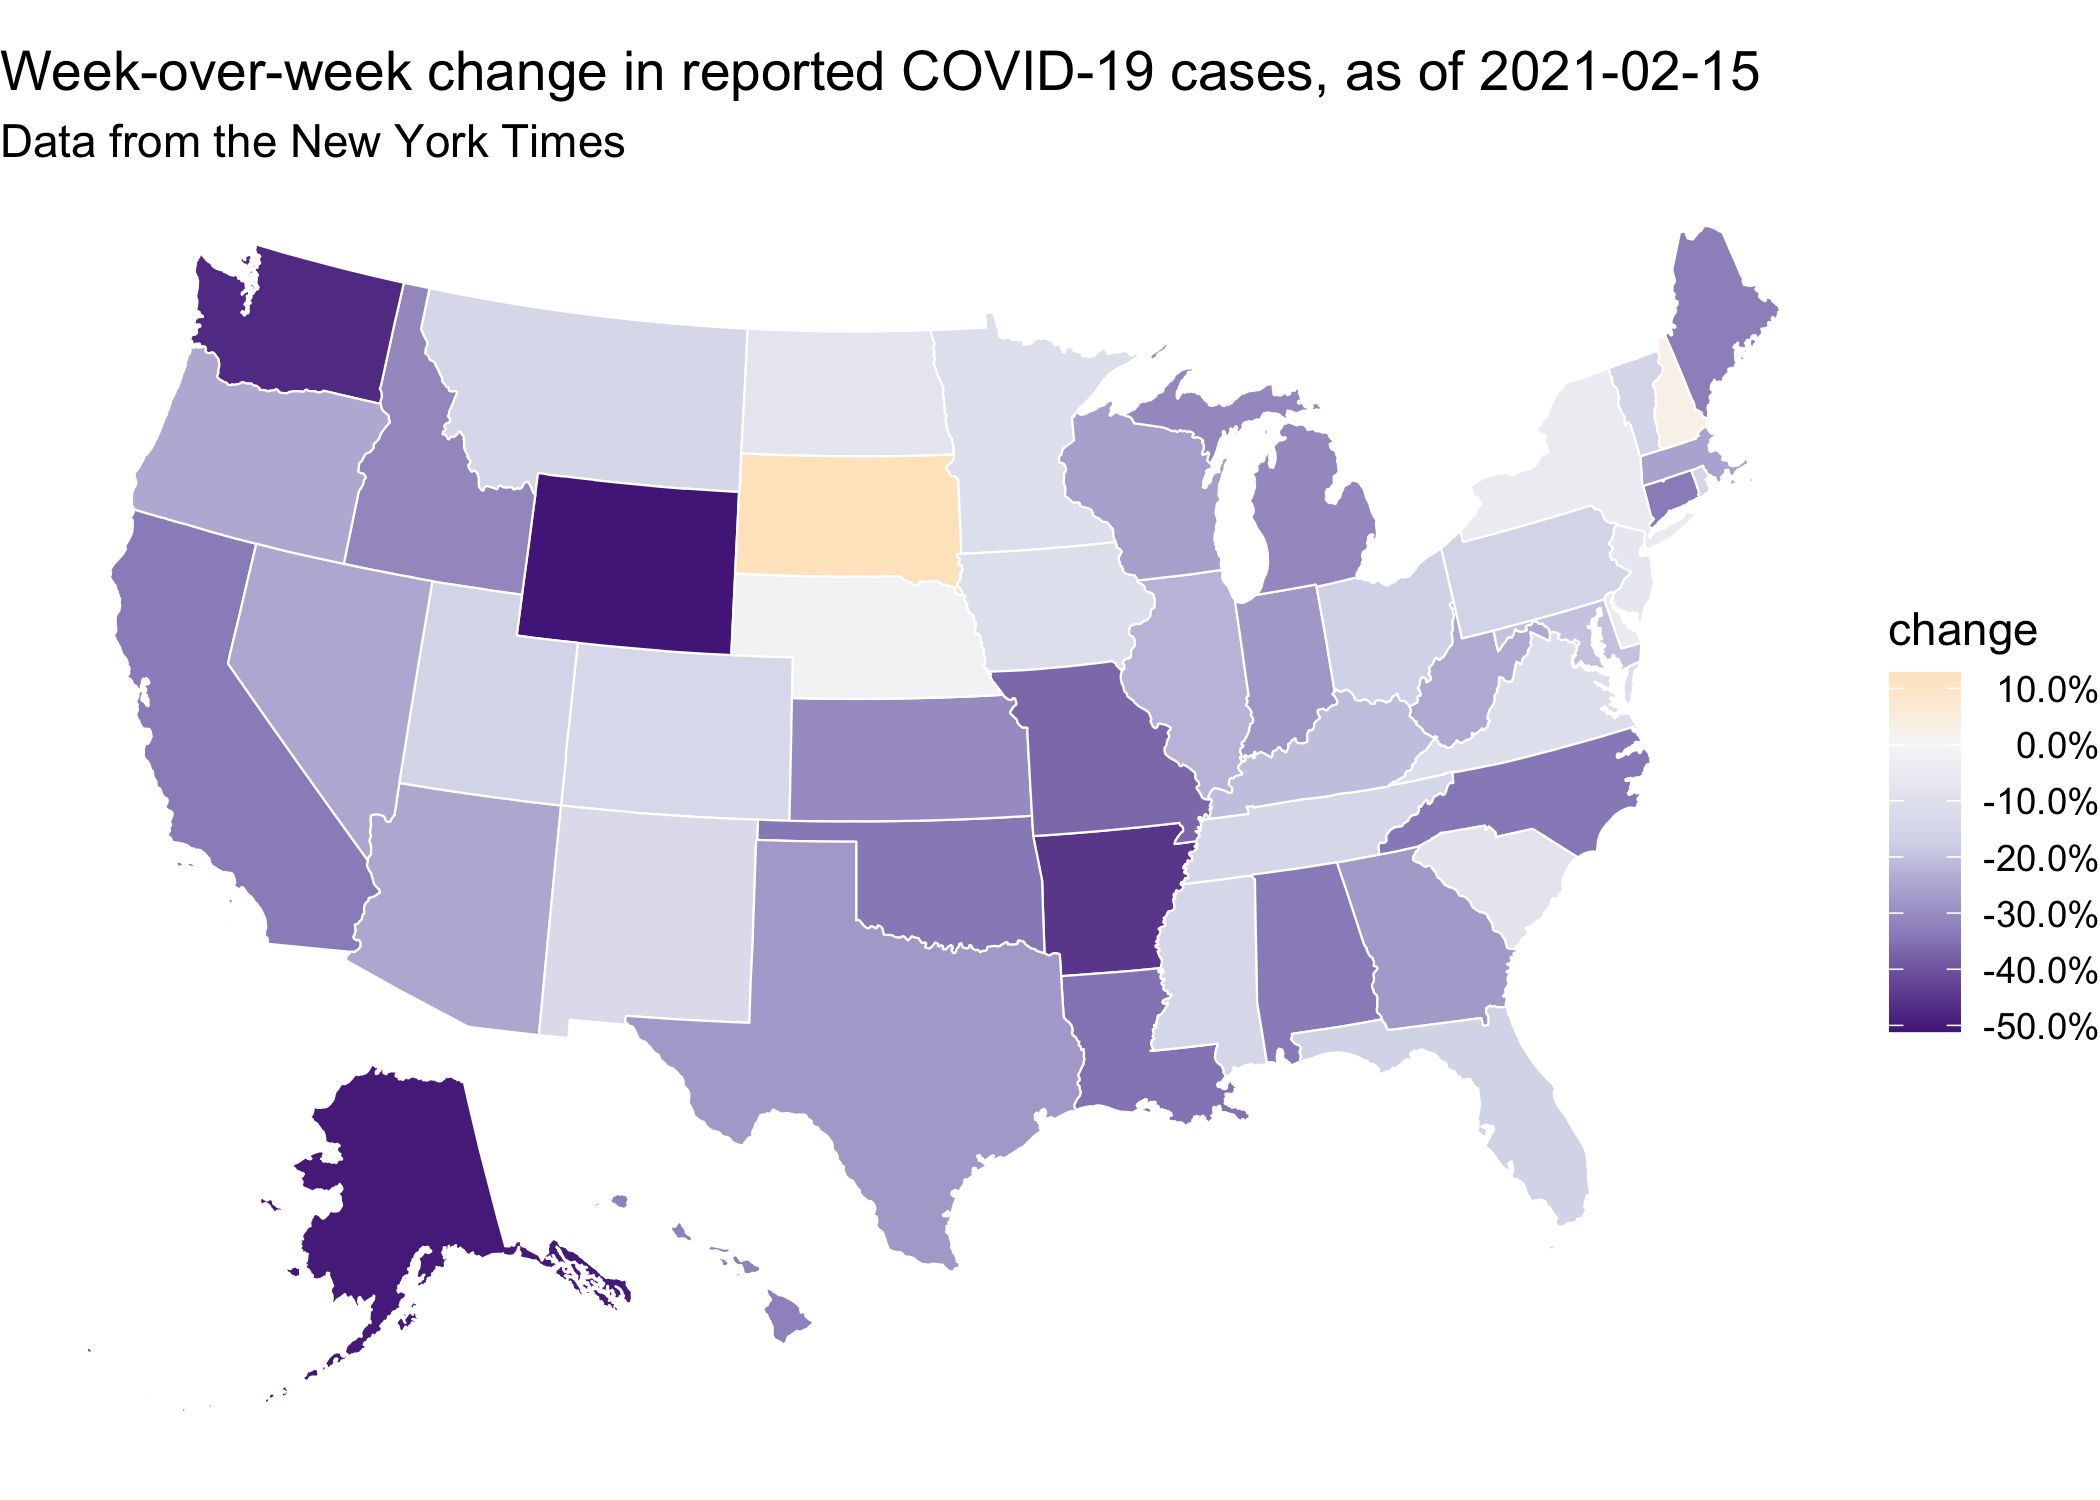 Week-over-week change in reported COVID-19 cases, as of 2021-02-15
Data from the New York Times
change
10.0%
0.0%
-10.0%
-20.0%
-30.0%
-40.0%
-50.0%